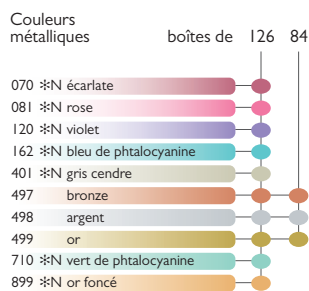 Couleurs
métalliques boîtes de 126 84
070 ✻N écarlate
081 ✻N rose
120 ✻N violet
162 ✻N bleu de phtalocyanine
401 ✻N gris cendre
497 bronze
498 argent
499 or
710 ✻N vert de phtalocyanine
899 ✻N or foncé